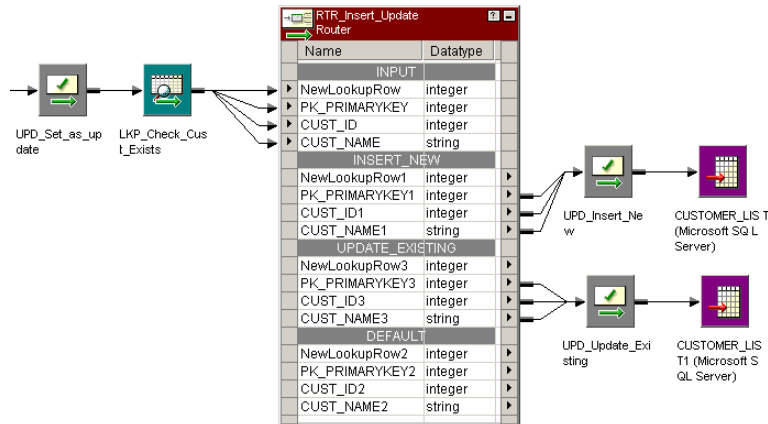 RTR_Insert_Update
Router
Name Datatype
INPUT
NewLookupRow integer
PK_PRIMARYKEY integer
CUST_ID integer
CUST_NAME string
INSERT_NEW
NewLookupRow1 integer
PK_PRIMARYKEY1 integer
CUST_ID1 integer
CUST_NAME1 string
UPDATE_EXISTING
NewLookupRow3 integer
PK_PRIMARYKEY3 integer
CUST_ID3 integer
CUST_NAME3 string
DEFAULT
NewLookupRow2 integer
PK_PRIMARYKEY2 integer
CUST_ID2 integer
CUST_NAME2 string
UPD_Set_as_up
date
LKP_Check_Cus
t_Exists
UPD_Insert_Ne
w
CUSTOMER_LIS T
(Microsoft SQ L
Server)
UPD_Update_Exi
sting
CUSTOMER_LIS
T1 (Microsoft S
QL Server)